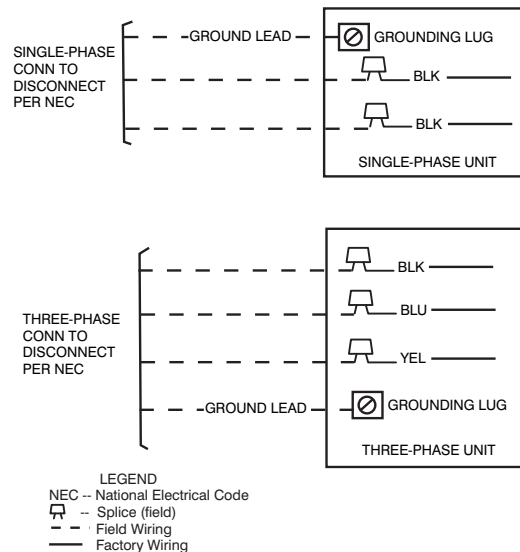 GROUND LEAD
GROUNDING LUG
SINGLE-PHASE
CONN TO
DISCONNECT
PER NEC
BLK
BLK
SINGLE-PHASE UNIT
BLK
BLU
THREE-PHASE
CONN TO
DISCONNECT
PER NEC
YEL
GROUND LEAD
GROUNDING LUG
THREE-PHASE UNIT
LEGEND
NEC -- National Electrical Code
-- Splice (field)
Field Wiring
Factory Wiring